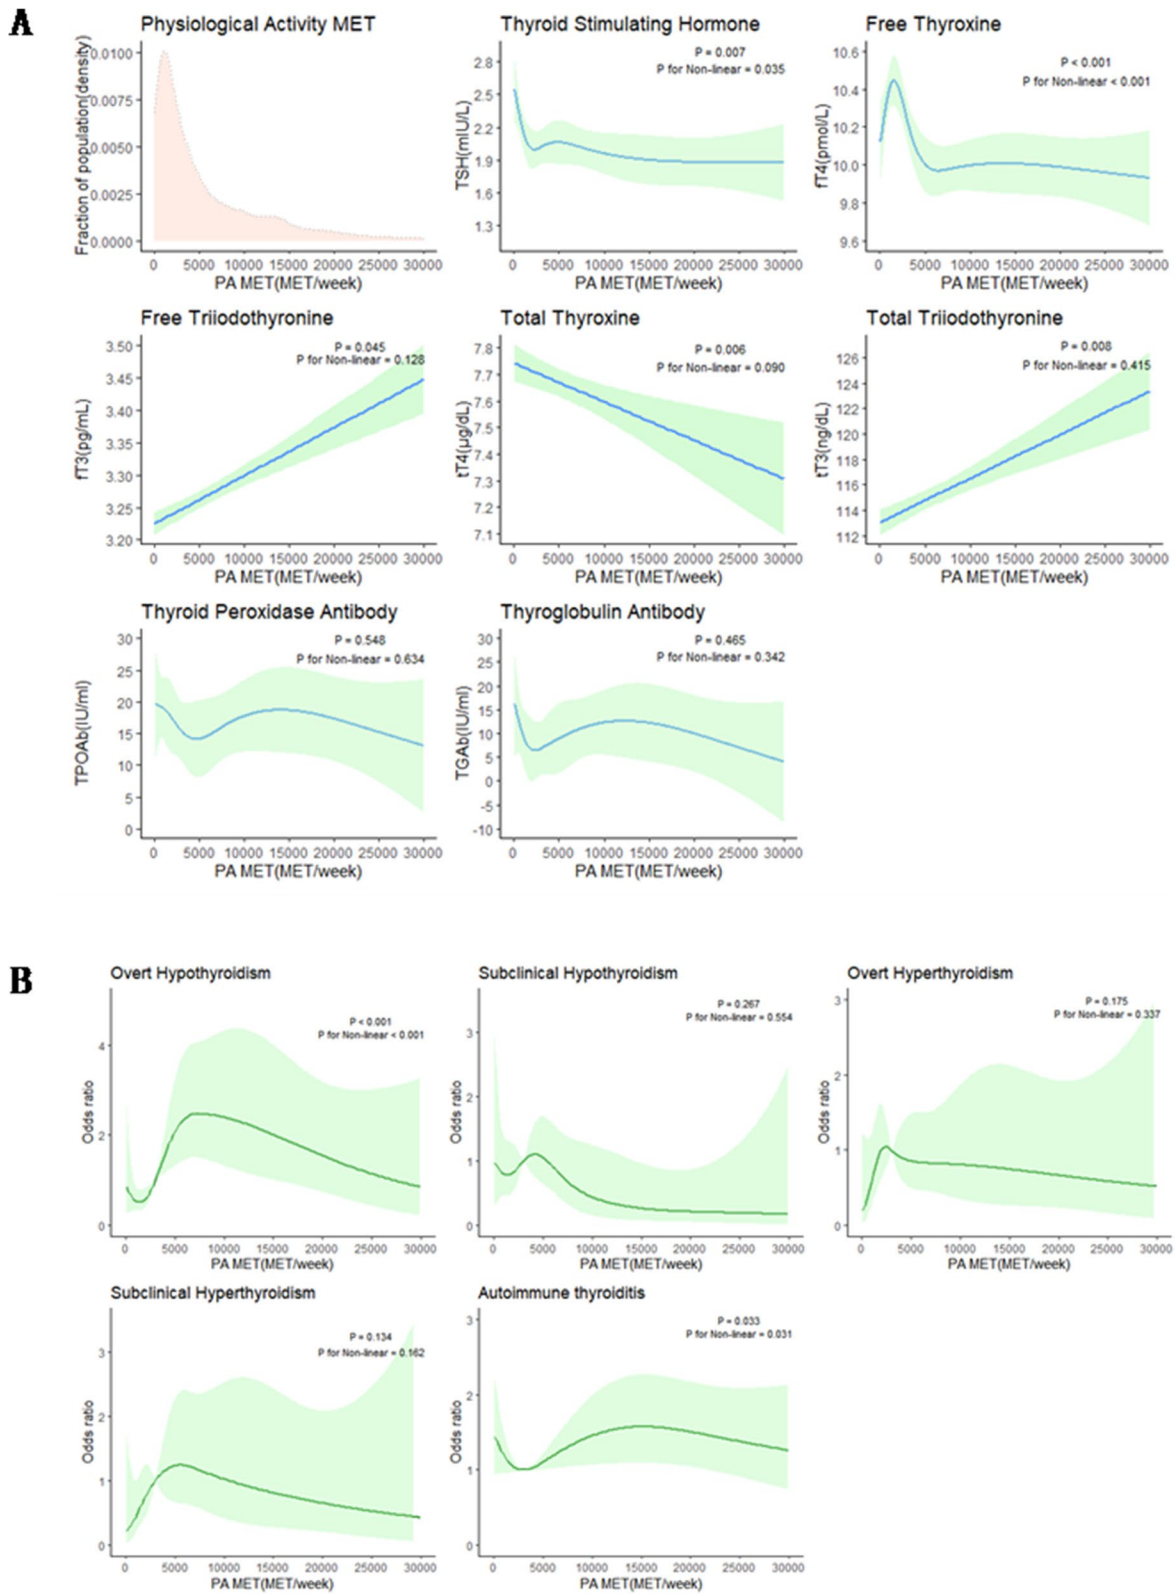 A
Physiological Activity MET
Fraction of population(density)
0.0100
0.0075
0.0050
0.0025
0.0000
0 5000 10000 15000 20000 25000 30000
PA MET(MET/week)
Thyroid Stimulating Hormone
P = 0.007
P for Non-linear = 0.035
TSH(mIU/L)
2.8
2.5
2.2
1.9
1.6
1.3
0 5000 10000 15000 20000 25000 30000
PA MET(MET/week)
Free Thyroxine
P < 0.001
P for Non-linear < 0.001
fT4(pmol/L)
10.6
10.4
10.2
10.0
9.8
9.6
0 5000 10000 15000 20000 25000 30000
PA MET(MET/week)
Free Triiodothyronine
P = 0.045
P for Non-linear = 0.128
fT3(pg/mL)
3.50
3.45
3.40
3.35
3.30
3.25
3.20
0 5000 10000 15000 20000 25000 30000
PA MET(MET/week)
Total Thyroxine
P = 0.006
P for Non-linear = 0.090
tT4(µg/dL)
7.8
7.7
7.6
7.5
7.4
7.3
7.2
7.1
0 5000 10000 15000 20000 25000 30000
PA MET(MET/week)
Total Triiodothyronine
P = 0.008
P for Non-linear = 0.415
tT3(ng/dL)
126
124
122
120
118
116
114
112
0 5000 10000 15000 20000 25000 30000
PA MET(MET/week)
Thyroid Peroxidase Antibody
P = 0.548
P for Non-linear = 0.634
TPOAb(IU/ml)
30
25
20
15
10
5
0
0 5000 10000 15000 20000 25000 30000
PA MET(MET/week)
Thyroglobulin Antibody
P = 0.465
P for Non-linear = 0.342
TGAb(IU/ml)
30
25
20
15
10
5
0
-5
-10
0 5000 10000 15000 20000 25000 30000
PA MET(MET/week)
B
Overt Hypothyroidism
P < 0.001
P for Non-linear < 0.001
Odds ratio
4
2
0
0 5000 10000 15000 20000 25000 30000
PA MET(MET/week)
Subclinical Hypothyroidism
P = 0.267
P for Non-linear = 0.554
Odds ratio
3
2
1
0
0 5000 10000 15000 20000 25000 30000
PA MET(MET/week)
Overt Hyperthyroidism
P = 0.175
P for Non-linear = 0.337
Odds ratio
3
2
1
0
0 5000 10000 15000 20000 25000 30000
PA MET(MET/week)
Subclinical Hyperthyroidism
P = 0.134
P for Non-linear = 0.162
Odds ratio
3
2
1
0
0 5000 10000 15000 20000 25000 30000
PA MET(MET/week)
Autoimmune thyroiditis
P = 0.033
P for Non-linear = 0.031
Odds ratio
3
2
1
0
0 5000 10000 15000 20000 25000 30000
PA MET(MET/week)